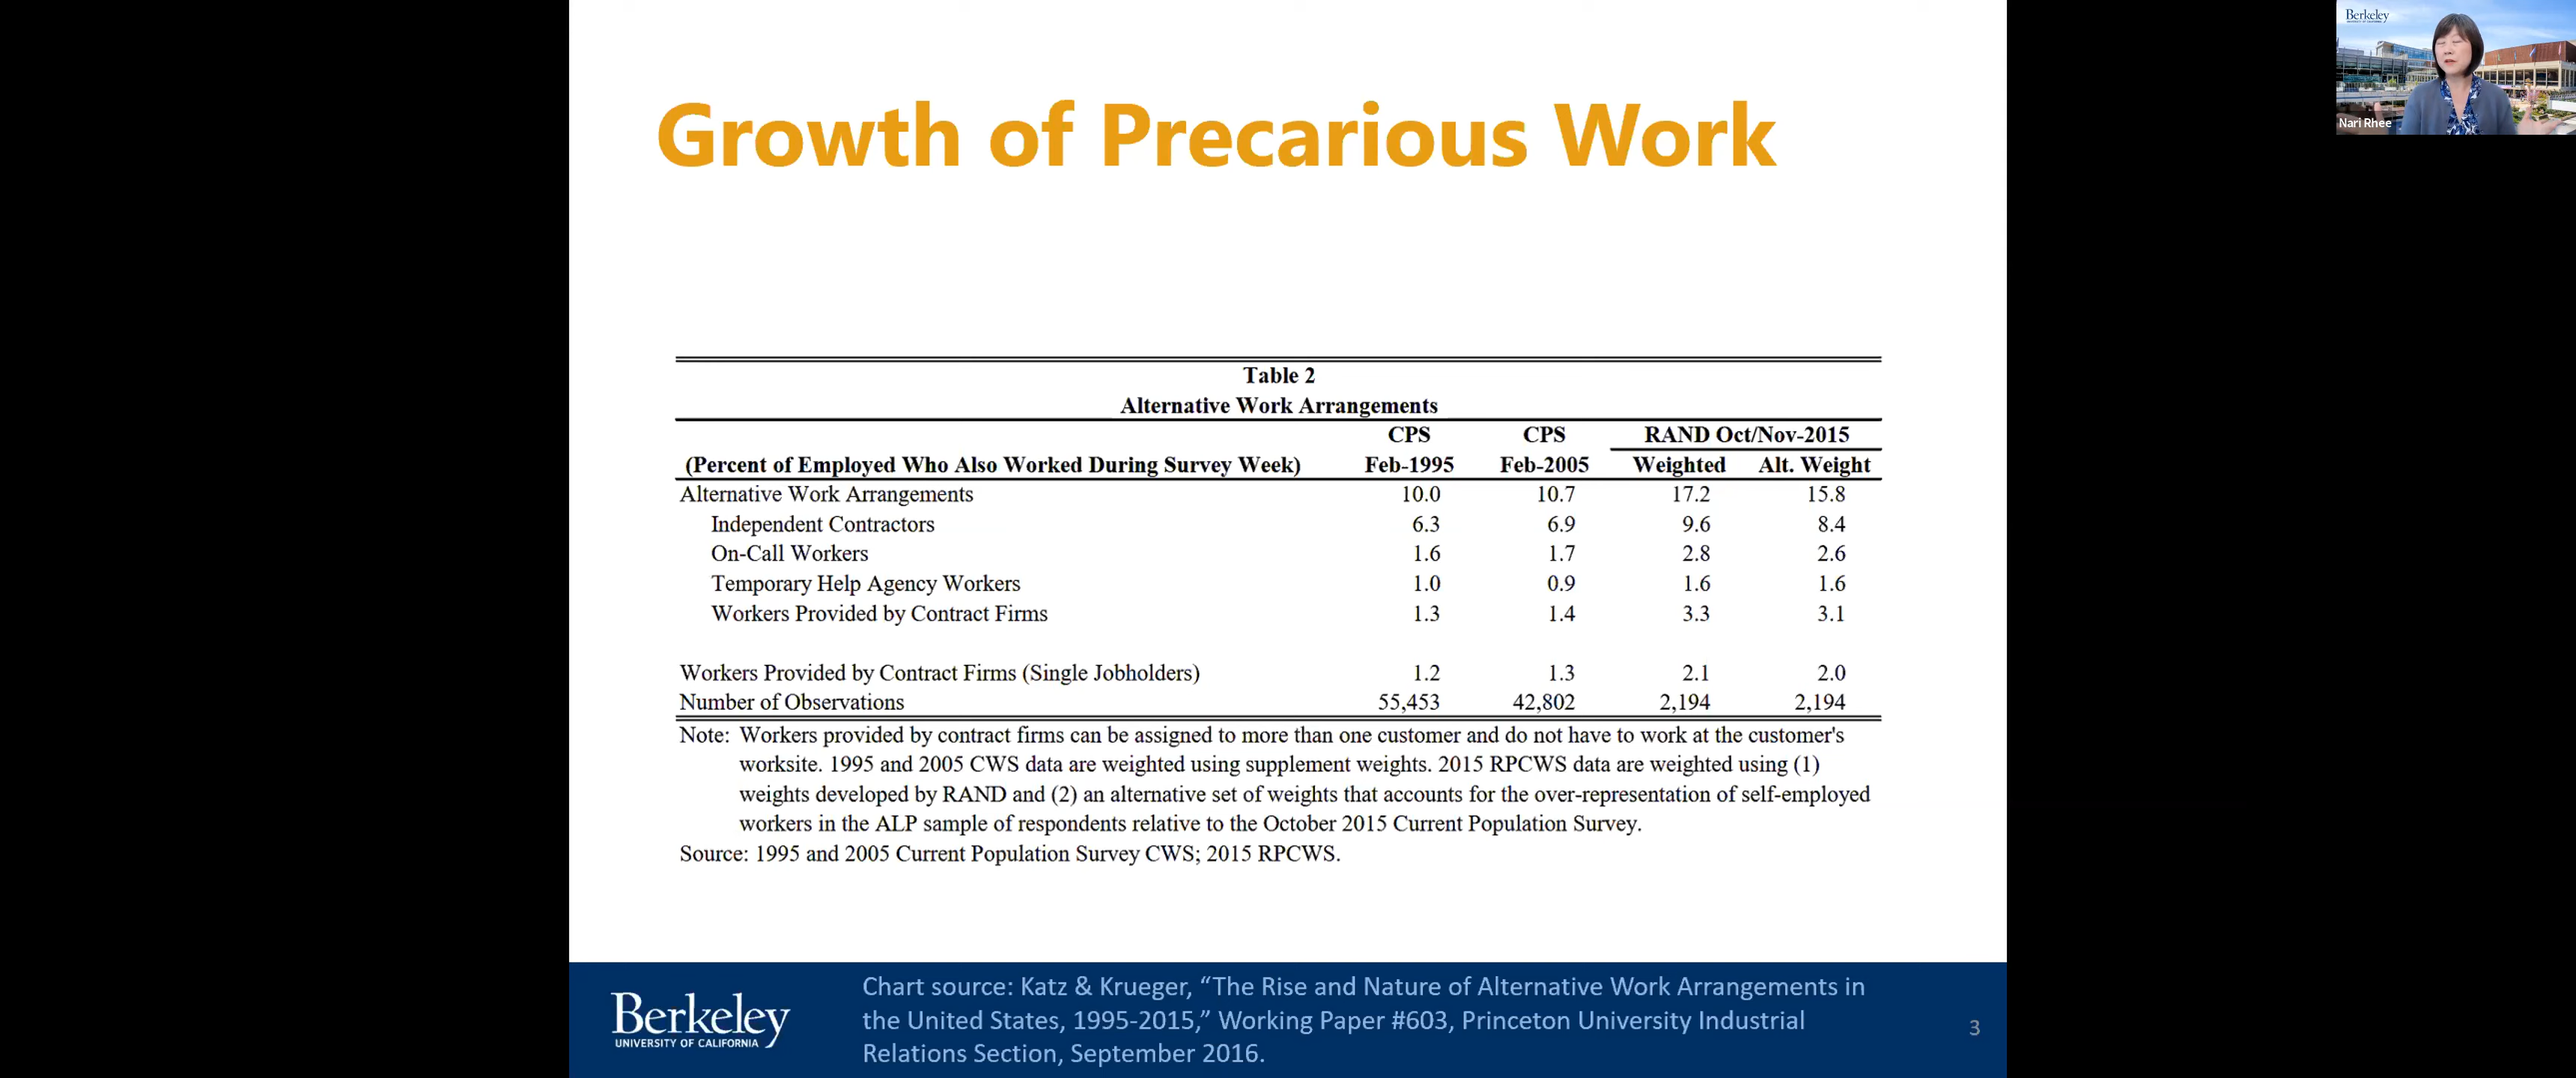 Growth of Precarious Work
Table 2
Alternative Work Arrangements
CPS CPS RAND Oct/Nov-2015
(Percent of Employed Who Also Worked During Survey Week) Feb-1995 Feb-2005 Weighted Alt. Weight
Alternative Work Arrangements 10.0 10.7 17.2 15.8
Independent Contractors 6.3 6.9 9.6 8.4
On-Call Workers 1.6 1.7 2.8 2.6
Temporary Help Agency Workers 1.0 0.9 1.6 1.6
Workers Provided by Contract Firms 1.3 1.4 3.3 3.1
Workers Provided by Contract Firms (Single Jobholders) 1.2 1.3 2.1 2.0
Number of Observations 55,453 42,802 2,194 2,194
Note: Workers provided by contract firms can be assigned to more than one customer and do not have to work at the customer's
worksite. 1995 and 2005 CWS data are weighted using supplement weights. 2015 RPCWS data are weighted using (1)
weights developed by RAND and (2) an alternative set of weights that accounts for the over-representation of self-employed
workers in the ALP sample of respondents relative to the October 2015 Current Population Survey.
Source: 1995 and 2005 Current Population Survey CWS; 2015 RPCWS.
Berkeley
UNIVERSITY OF CALIFORNIA
Chart source: Katz & Krueger, “The Rise and Nature of Alternative Work Arrangements in
the United States, 1995-2015,” Working Paper #603, Princeton University Industrial
Relations Section, September 2016.
3
Berkeley
Nari Rhee